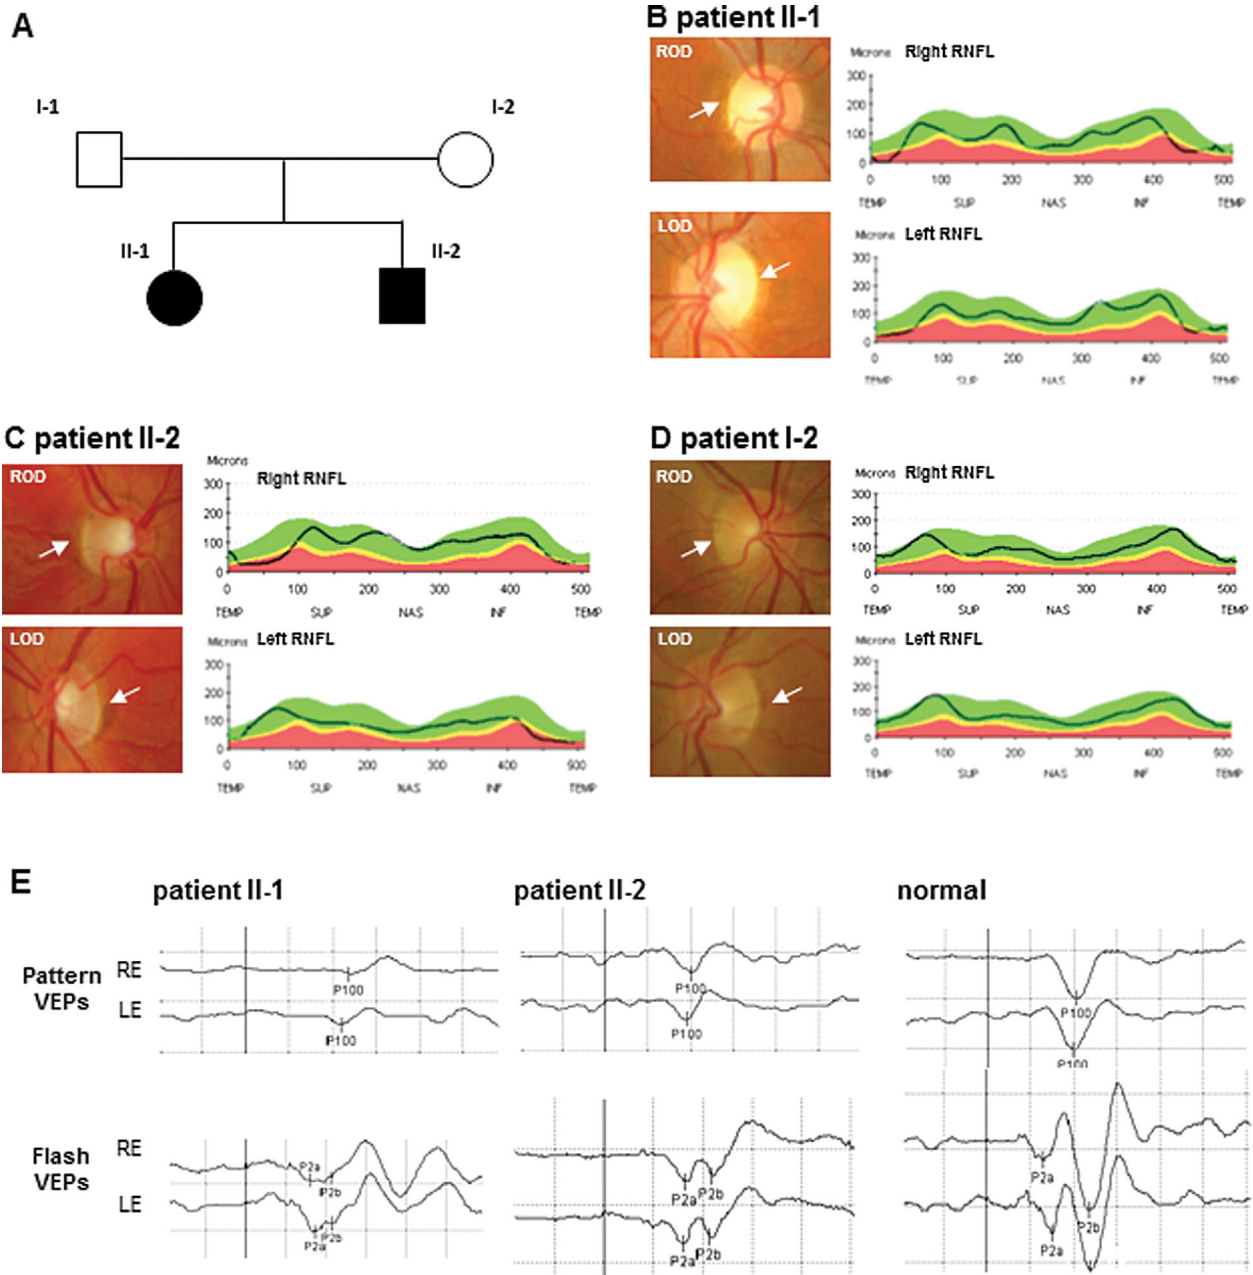 A
I-1
I-2
II-1
II-2
B patient II-1
ROD
Microns Right RNFL
300
200
100
0
0 100 200 300 400 500
TEMP SUP NAS INF TEMP
LOD
Microns Left RNFL
300
200
100
0
0 100 200 300 400 500
TEMP SUP NAS INF TEMP
C patient II-2
ROD
Microns
Right RNFL
300
200
100
0
0 100 200 300 400 500
TEMP SUP NAS INF TEMP
LOD
Microns Left RNFL
300
200
100
0
0 100 200 300 400 500
TEMP SUP NAS INF TEMP
D patient I-2
ROD
Microns Right RNFL
300
200
100
0
0 100 200 300 400 500
TEMP SUP NAS INF TEMP
LOD
Microns Left RNFL
300
200
100
0
0 100 200 300 400 500
TEMP SUP NAS INF TEMP
E
patient II-1 patient II-2 normal
Pattern
VEPs
RE
P100
P100
P100
LE
P100
P100
P100
Flash
VEPs
RE
P2a
P2b
P2a
P2b
P2a
P2b
LE
P2a
P2b
P2a
P2b
P2a